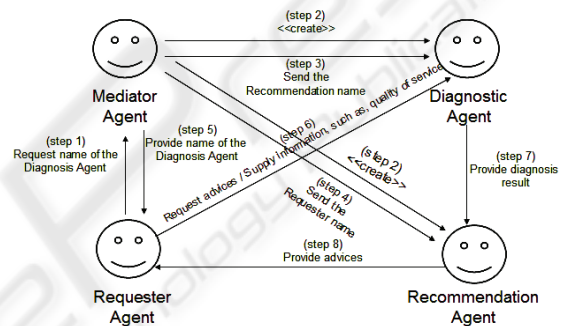 (step 2)
<<create>>
(step 3)
Send the
Recommendation name
Mediator
Agent
Diagnostic
Agent
(step 1)
Request name of the
Diagnosis Agent
(step 5)
Provide name of the
Diagnosis Agent
(step 6)
Request advices / Supply information, such as, quality of service
(step 2)
<<create>>
(step 4)
Send the
Requester name
(step 7)
Provide diagnosis
result
(step 8)
Provide advices
Requester
Agent
Recommendation
Agent